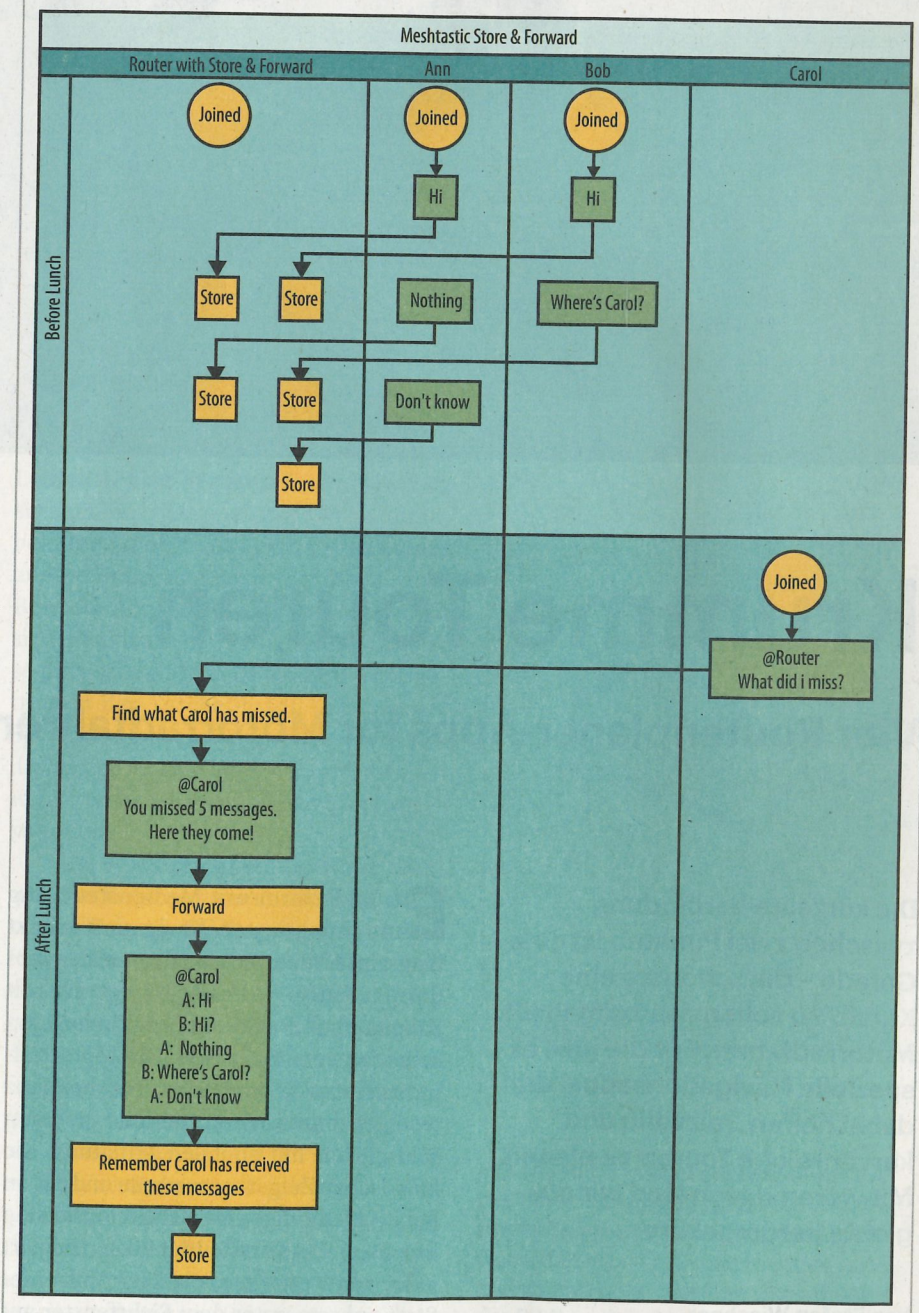 Meshtastic Store & Forward
Router with Store & Forward
Ann
Bob
Carol
Before Lunch
Joined
Joined
Joined
Hi
Hi
Store
Store
Nothing
Where's Carol?
Store
Store
Don't know
Store
After Lunch
Joined
@Router
What did i miss?
Find what Carol has missed.
@Carol
You missed 5 messages.
Here they come!
Forward
@Carol
A: Hi
B: Hi?
A: Nothing
B: Where's Carol?
A: Don't know
Remember Carol has received
these messages
Store